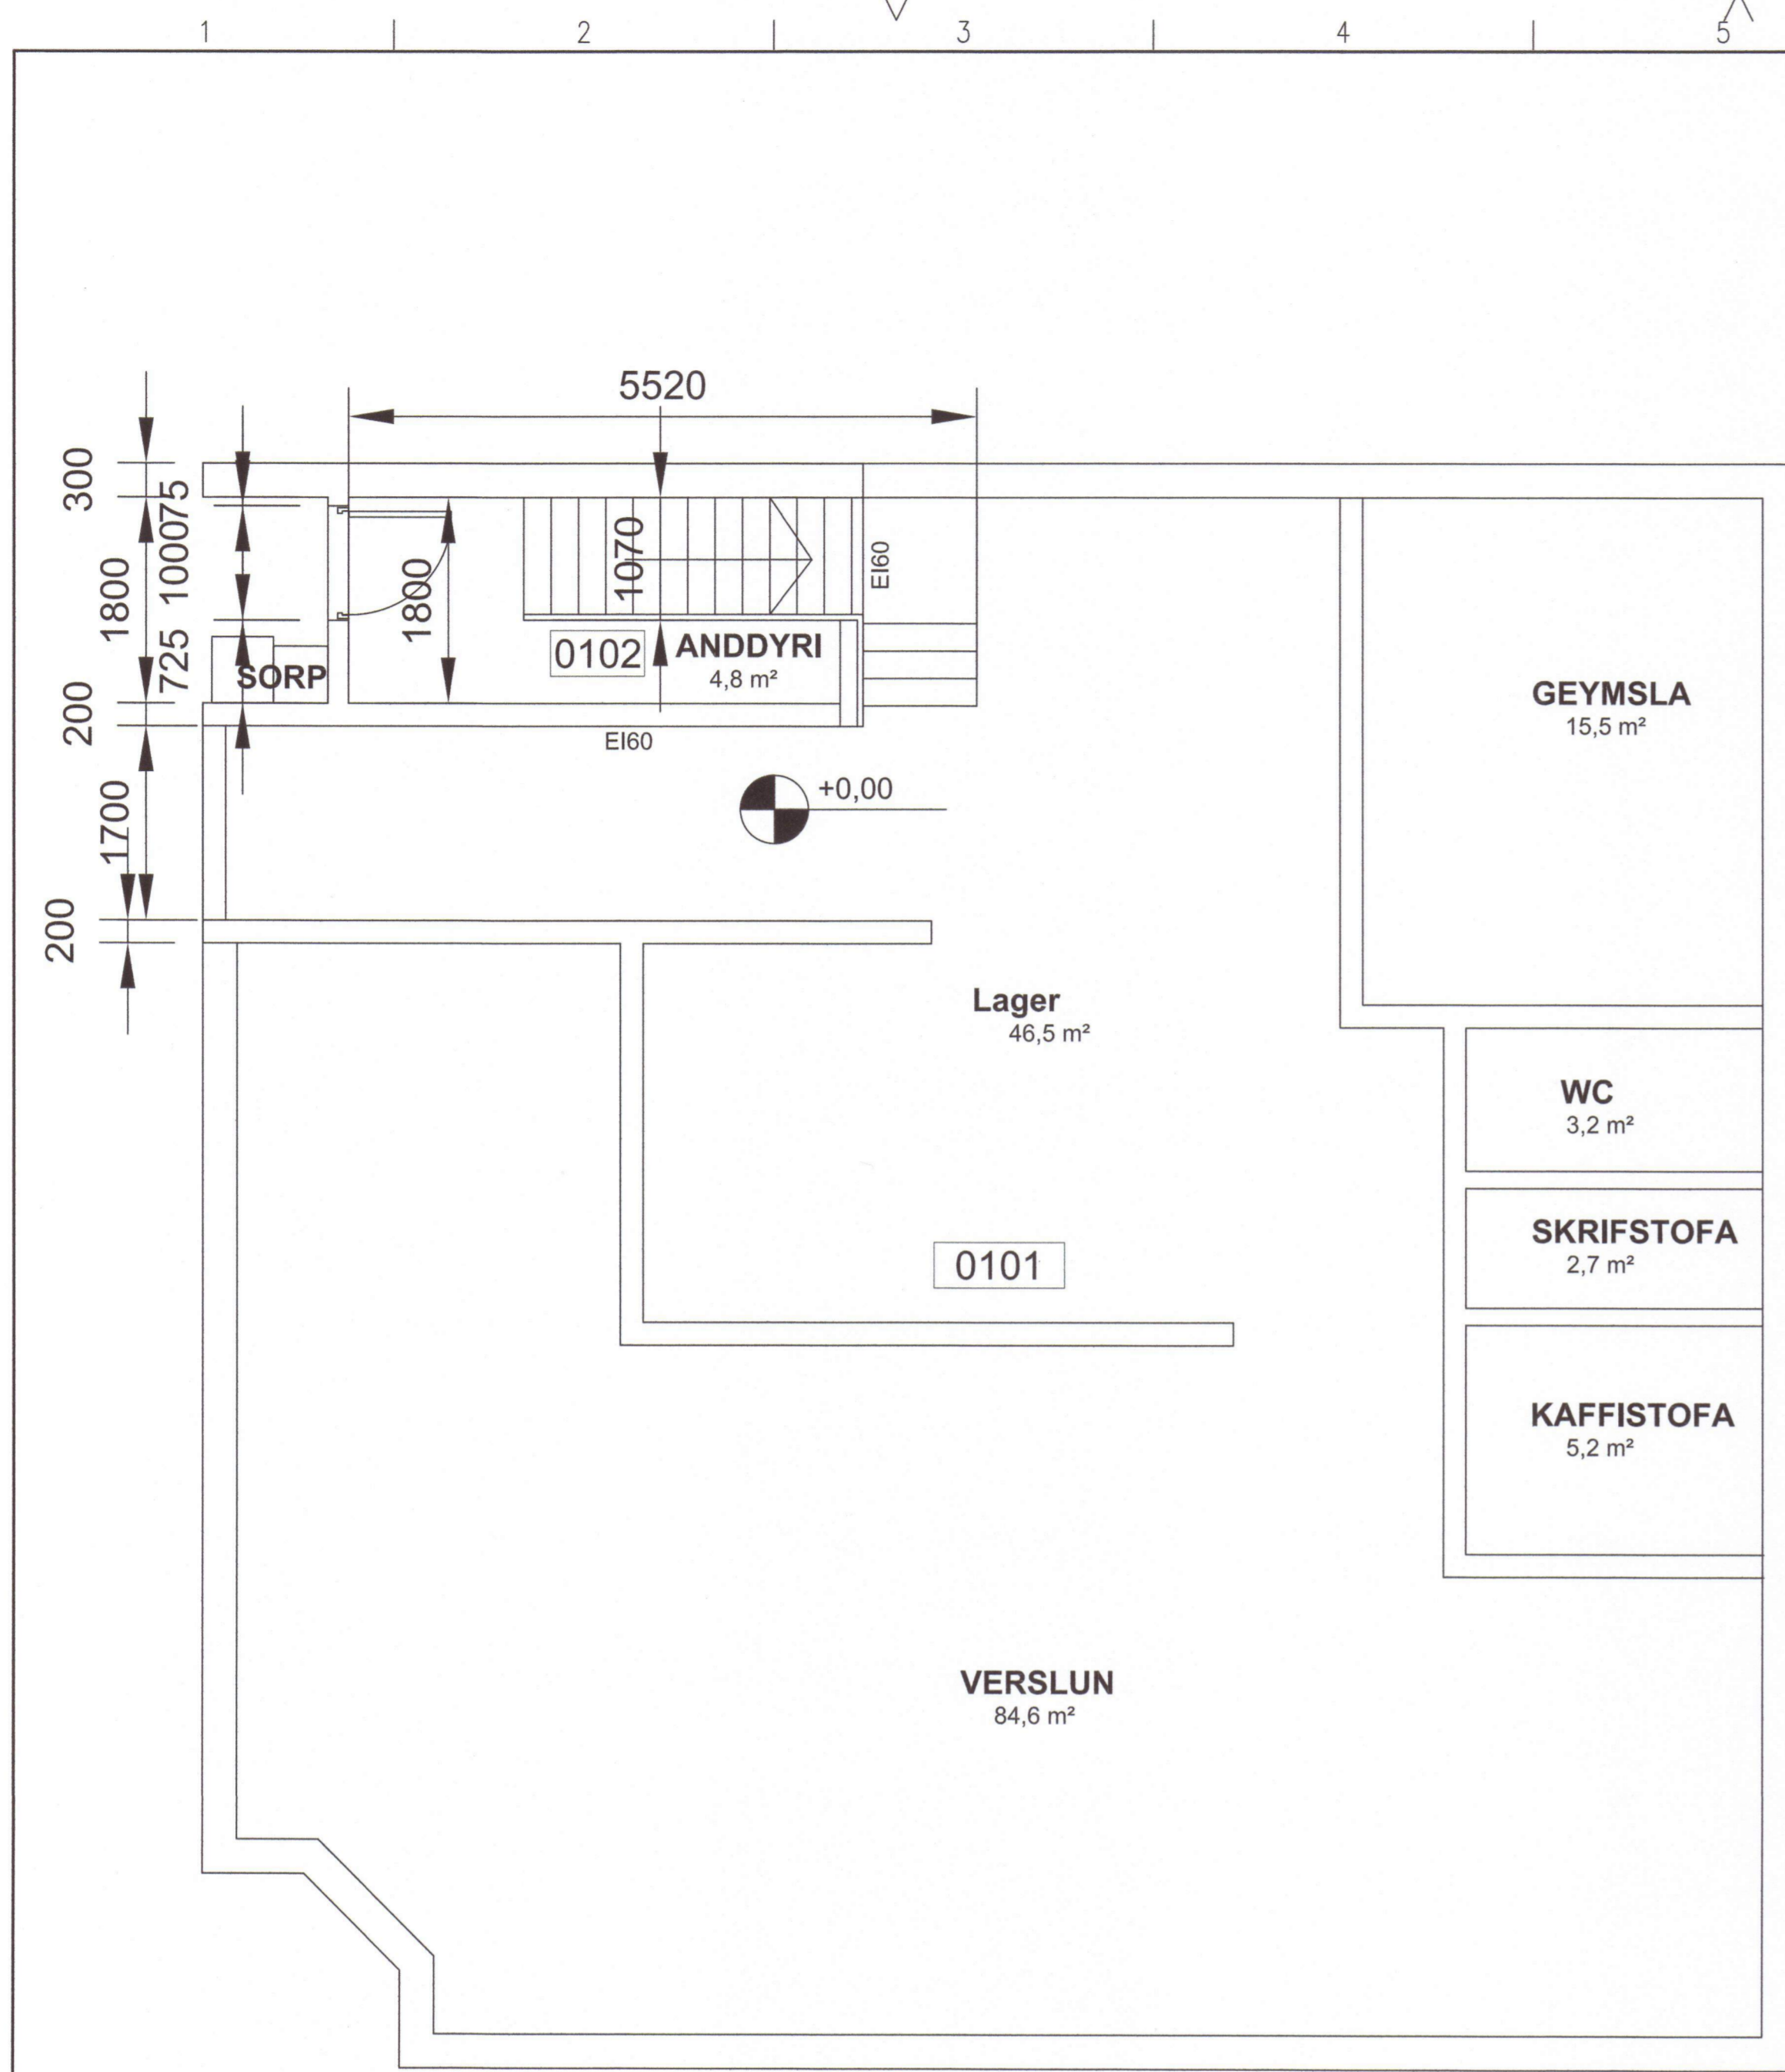 1 2 3 4 5
5520
300
75
1000
1800
725
200
1700
200
1800
1070
EI60
0102
ANDDYRI
4,8 m²
SORP
EI60
+0,00
GEYMSLA
15,5 m²
Lager
46,5 m²
WC
3,2 m²
SKRIFSTOFA
2,7 m²
0101
KAFFISTOFA
5,2 m²
VERSLUN
84,6 m²